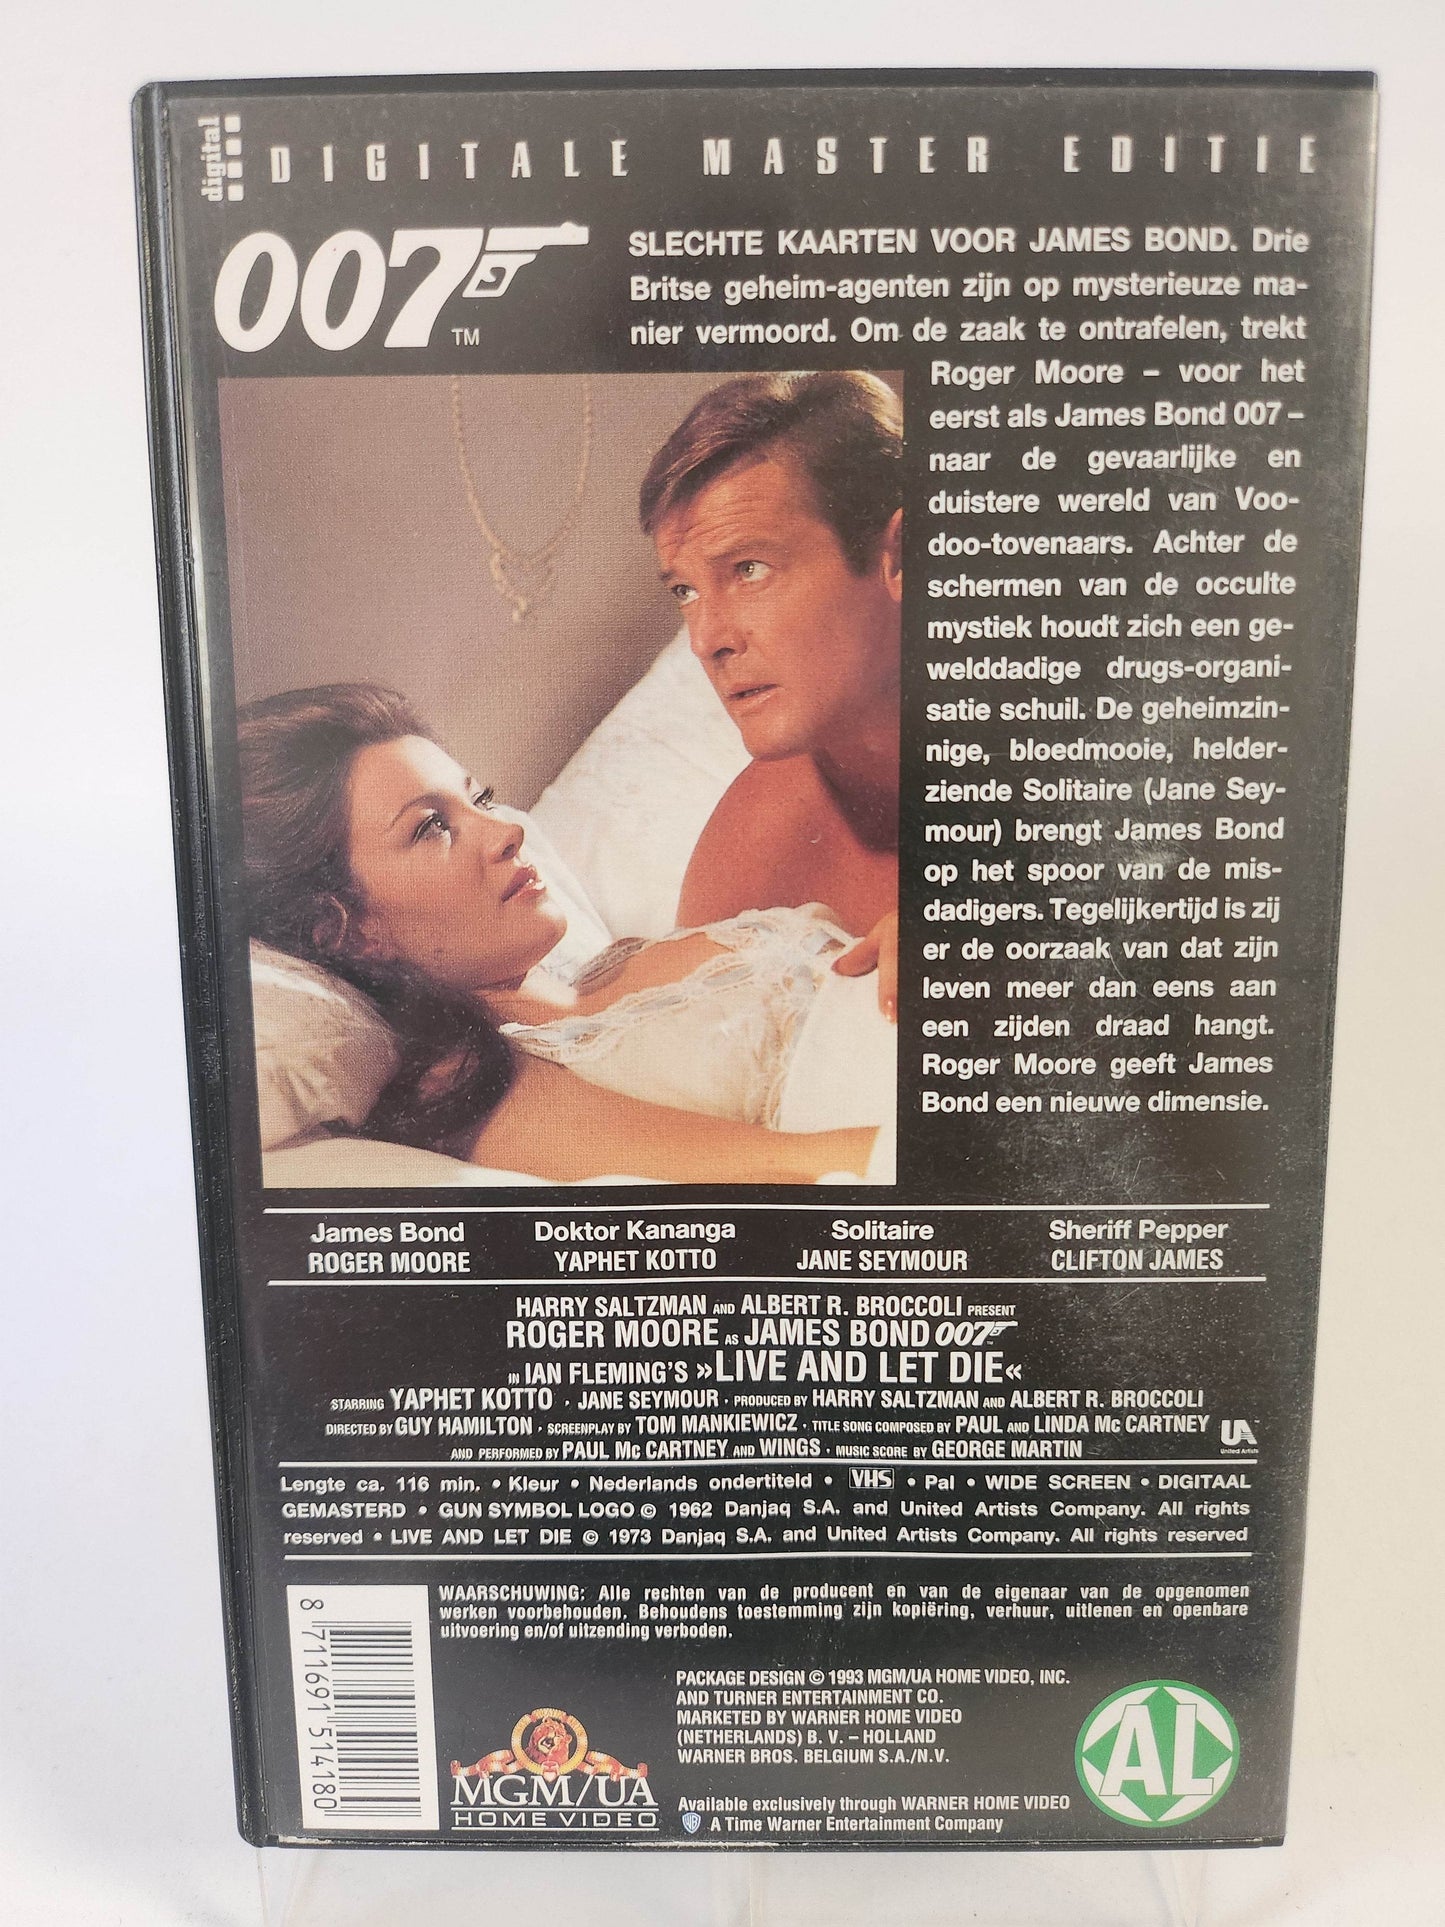 digital
DIGITALE MASTER EDITIE
007
TM
SLECHTE KAARTEN VOOR JAMES BOND. Drie
Britse geheim-agenten zijn op mysterieuze ma-
nier vermoord. Om de zaak te ontrafelen, trekt
Roger Moore – voor het
eerst als James Bond 007 –
naar de gevaarlijke en
duistere wereld van Voo-
doo-tovenaars. Achter de
schermen van de occulte
mystiek houdt zich een ge-
welddadige drugs-organi-
satie schuil. De geheimzin-
nige, bloedmooie, helder-
ziende Solitaire (Jane Sey-
mour) brengt James Bond
op het spoor van de mis-
dadigers. Tegelijkertijd is zij
er de oorzaak van dat zijn
leven meer dan eens aan
een zijden draad hangt.
Roger Moore geeft James
Bond een nieuwe dimensie.
James Bond Doktor Kananga Solitaire Sheriff Pepper
ROGER MOORE YAPHET KOTTO JANE SEYMOUR CLIFTON JAMES
HARRY SALTZMAN AND ALBERT R. BROCCOLI PRESENT
ROGER MOORE AS JAMES BOND 007
IN IAN FLEMING'S »LIVE AND LET DIE«
STARRING YAPHET KOTTO · JANE SEYMOUR · PRODUCED BY HARRY SALTZMAN AND ALBERT R. BROCCOLI
DIRECTED BY GUY HAMILTON · SCREENPLAY BY TOM MANKIEWICZ · TITLE SONG COMPOSED BY PAUL AND LINDA Mc CARTNEY
AND PERFORMED BY PAUL Mc CARTNEY AND WINGS · MUSIC SCORE BY GEORGE MARTIN
UA
United Artists
Lengte ca. 116 min. • Kleur • Nederlands ondertiteld • VHS • Pal • WIDE SCREEN • DIGITAAL
GEMASTERD • GUN SYMBOL LOGO © 1962 Danjaq S.A. and United Artists Company. All rights
reserved • LIVE AND LET DIE © 1973 Danjaq S.A. and United Artists Company. All rights reserved
WAARSCHUWING: Alle rechten van de producent en van de eigenaar van de opgenomen
werken voorbehouden. Behoudens toestemming zijn kopiëring, verhuur, uitlenen en openbare
uitvoering en/of uitzending verboden.
8 711691 514180
PACKAGE DESIGN © 1993 MGM/UA HOME VIDEO, INC.
AND TURNER ENTERTAINMENT CO.
MARKETED BY WARNER HOME VIDEO
(NETHERLANDS) B. V. – HOLLAND
WARNER BROS. BELGIUM S.A./N.V.
MGM/UA
HOME VIDEO
Available exclusively through WARNER HOME VIDEO
WB A Time Warner Entertainment Company
AL